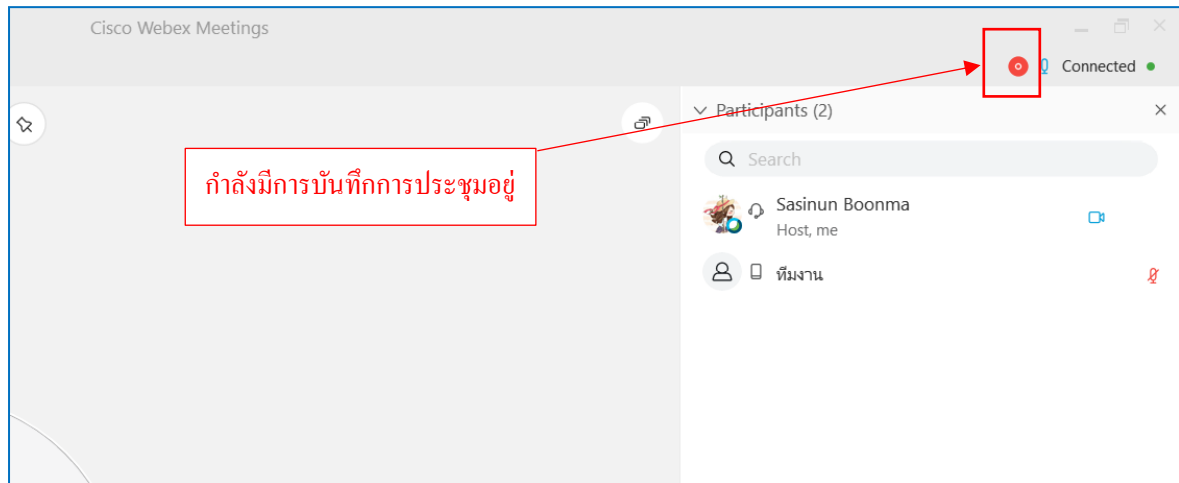 Cisco Webex Meetings
Connected
Participants (2)
Search
กำลังมีการบันทึกการประชุมอยู่
Sasinun Boonma
Host, me
ทีมงาน